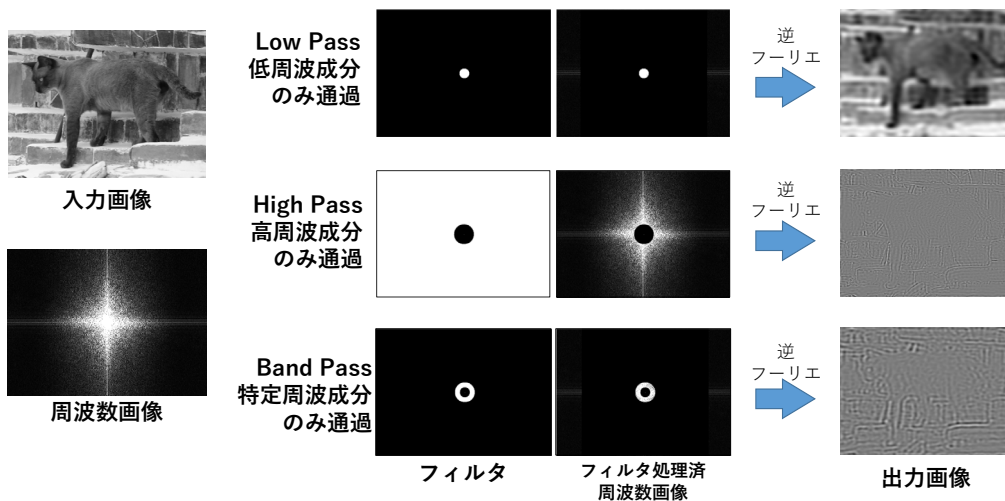 入力画像
周波数画像
Low Pass
低周波成分
のみ通過
逆
フーリエ
High Pass
高周波成分
のみ通過
逆
フーリエ
Band Pass
特定周波成分
のみ通過
逆
フーリエ
フィルタ
フィルタ処理済
周波数画像
出力画像